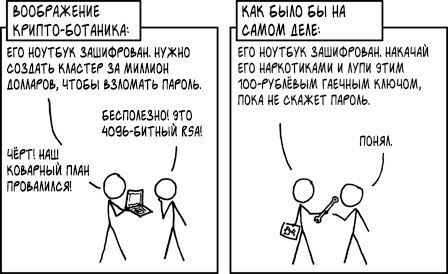 ВООБРАЖЕНИЕ
КРИПТО-БОТАНИКА:
ЕГО НОУТБУК ЗАШИФРОВАН. НУЖНО
СОЗДАТЬ КЛАСТЕР ЗА МИЛЛИОН
ДОЛЛАРОВ, ЧТОБЫ ВЗЛОМАТЬ ПАРОЛЬ.
БЕСПОЛЕЗНО! ЭТО
4096-БИТНЫЙ RSA!
ЧЁРТ! НАШ
КОВАРНЫЙ ПЛАН
ПРОВАЛИЛСЯ!
КАК БЫЛО БЫ НА
САМОМ ДЕЛЕ:
ЕГО НОУТБУК ЗАШИФРОВАН. НАКАЧАЙ
ЕГО НАРКОТИКАМИ И ЛУПИ ЭТИМ
100-РУБЛЁВЫМ ГАЕЧНЫМ КЛЮЧОМ,
ПОКА НЕ СКАЖЕТ ПАРОЛЬ.
ПОНЯЛ.